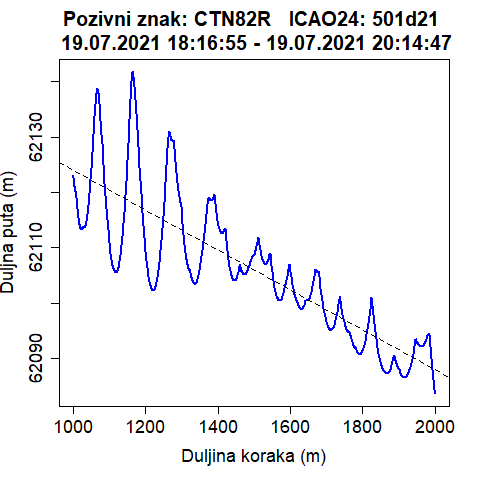 Pozivni znak: CTN82R   ICAO24: 501d21
19.07.2021 18:16:55 - 19.07.2021 20:14:47
Duljna puta (m)
62130
62110
62090
1000 1200 1400 1600 1800 2000
Duljina koraka (m)